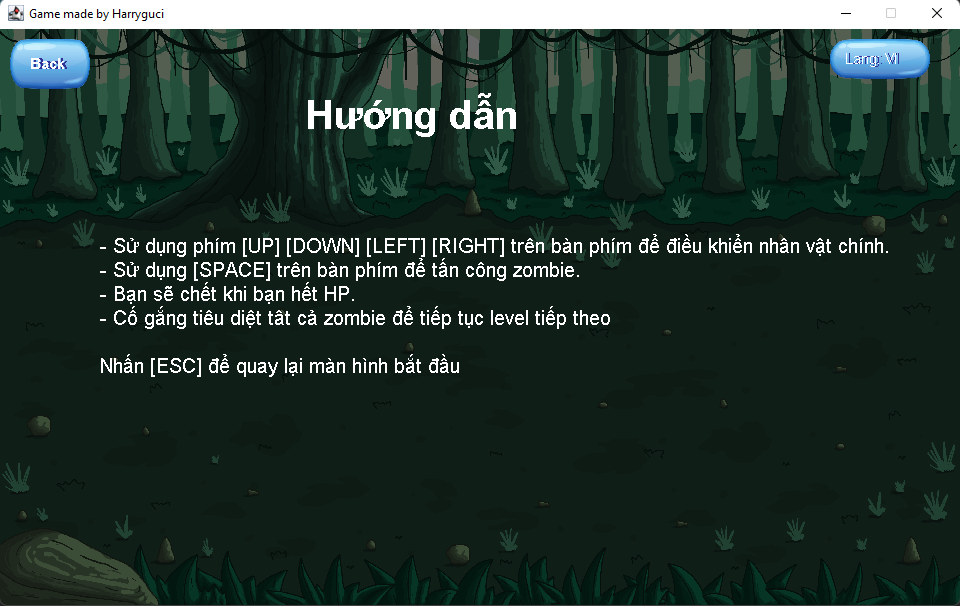 Game made by Harryguci
Back
Lang: VI
Hướng dẫn
- Sử dụng phím [UP] [DOWN] [LEFT] [RIGHT] trên bàn phím để điều khiển nhân vật chính.
- Sử dụng [SPACE] trên bàn phím để tấn công zombie.
- Bạn sẽ chết khi bạn hết HP.
- Cố gắng tiêu diệt tât cả zombie để tiếp tục level tiếp theo
Nhấn [ESC] để quay lại màn hình bắt đầu